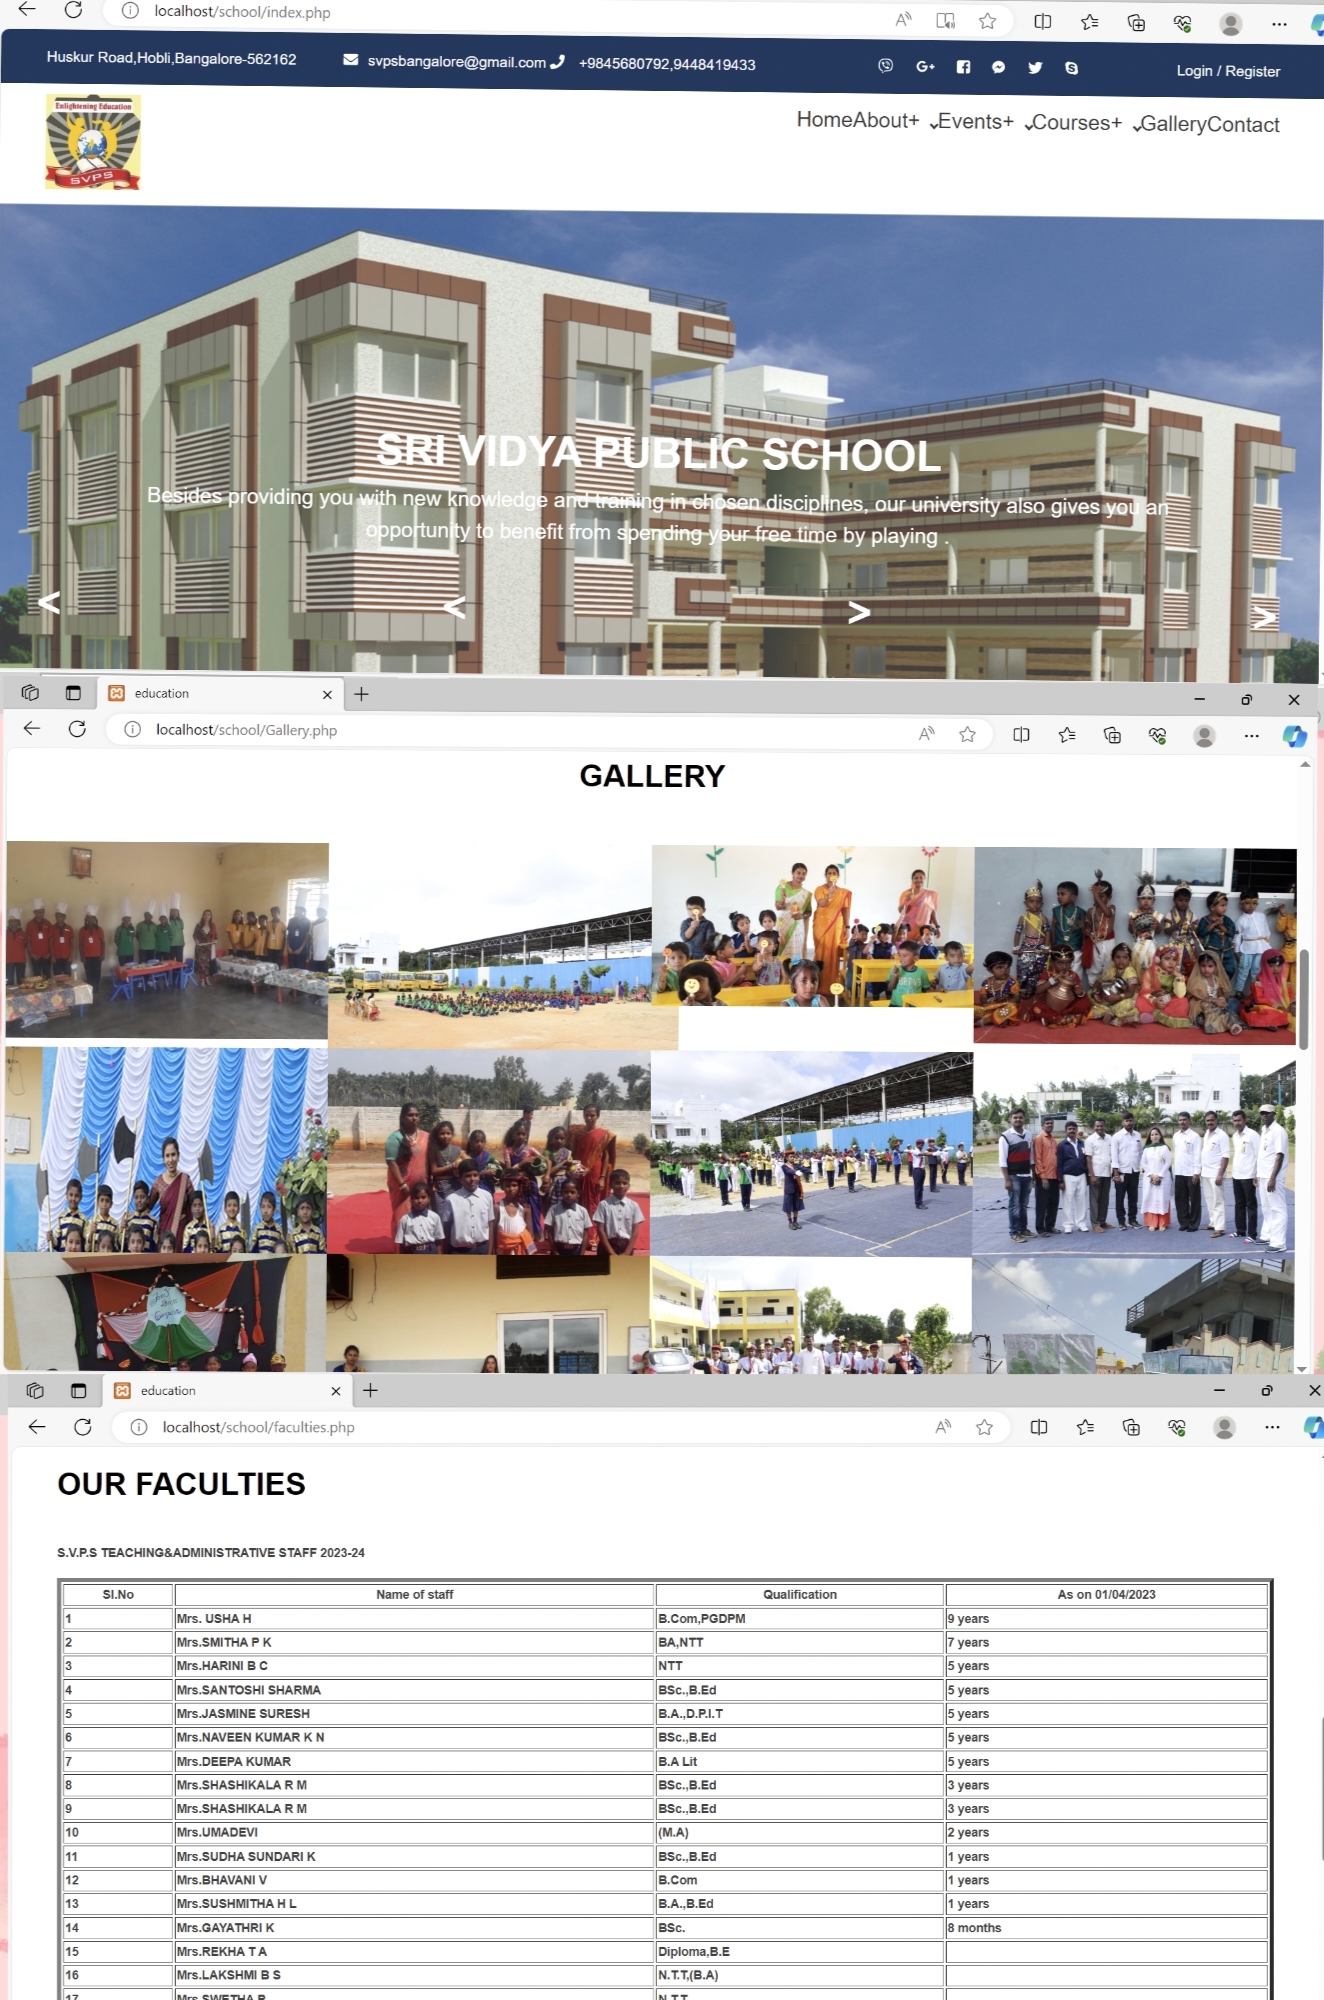 localhost/school/index.php
Huskur Road,Hobli,Bangalore-562162 svpsbangalore@gmail.com +9845680792,9448419433 Login / Register
Enlightening Education
SVPS
HomeAbout+ Events+ Courses+ GalleryContact
SRI VIDYA PUBLIC SCHOOL
Besides providing you with new knowledge and training in chosen disciplines, our university also gives you an
opportunity to benefit from spending your free time by playing .
< < > >
education
localhost/school/Gallery.php
GALLERY
education
localhost/school/faculties.php
OUR FACULTIES
S.V.P.S TEACHING&ADMINISTRATIVE STAFF 2023-24
Sl.No Name of staff Qualification As on 01/04/2023
1 Mrs. USHA H B.Com,PGDPM 9 years
2 Mrs.SMITHA P K BA,NTT 7 years
3 Mrs.HARINI B C NTT 5 years
4 Mrs.SANTOSHI SHARMA BSc.,B.Ed 5 years
5 Mrs.JASMINE SURESH B.A.,D.P.I.T 5 years
6 Mrs.NAVEEN KUMAR K N BSc.,B.Ed 5 years
7 Mrs.DEEPA KUMAR B.A Lit 5 years
8 Mrs.SHASHIKALA R M BSc.,B.Ed 3 years
9 Mrs.SHASHIKALA R M BSc.,B.Ed 3 years
10 Mrs.UMADEVI (M.A) 2 years
11 Mrs.SUDHA SUNDARI K BSc.,B.Ed 1 years
12 Mrs.BHAVANI V B.Com 1 years
13 Mrs.SUSHMITHA H L B.A.,B.Ed 1 years
14 Mrs.GAYATHRI K BSc. 8 months
15 Mrs.REKHA T A Diploma,B.E
16 Mrs.LAKSHMI B S N.T.T,(B.A)
17 Mrs.SWETHA N.T.T